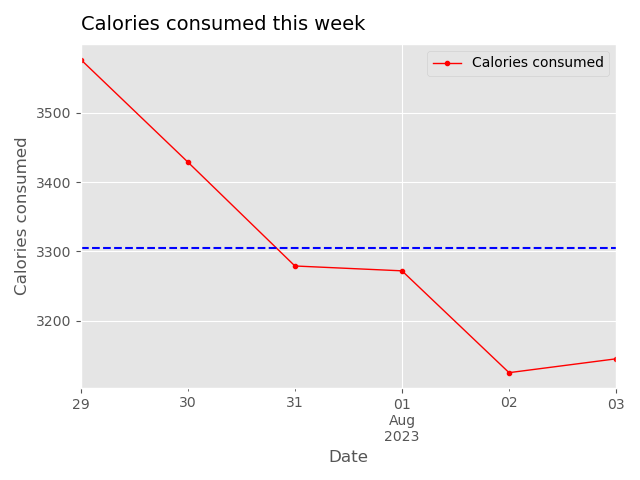 Calories consumed this week
Calories consumed
3500
3400
3300
3200
Calories consumed
29
30
31
01
Aug
2023
02
03
Date